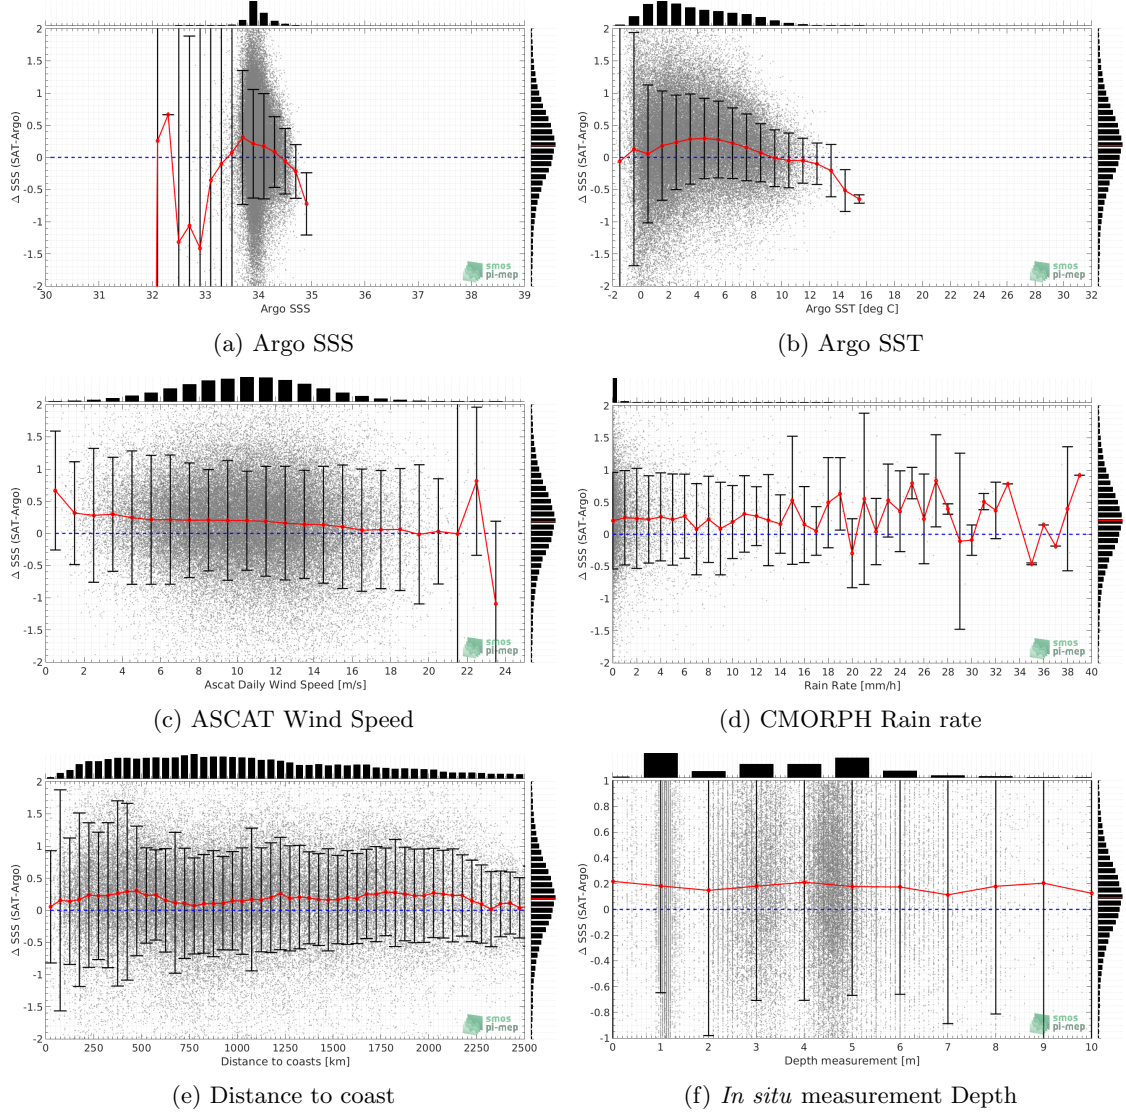 2
1.5
1
0.5
0
-0.5
-1
-1.5
-2
Δ SSS (SAT-Argo)
30 31 32 33 34 35 36 37 38 39
Argo SSS
smos
pi-mep
(a) Argo SSS
2
1.5
1
0.5
0
-0.5
-1
-1.5
-2
Δ SSS (SAT-Argo)
-2 0 2 4 6 8 10 12 14 16 18 20 22 24 26 28 30 32
Argo SST [deg C]
smos
pi-mep
(b) Argo SST
2
1.5
1
0.5
0
-0.5
-1
-1.5
-2
Δ SSS (SAT-Argo)
0 2 4 6 8 10 12 14 16 18 20 22 24
Ascat Daily Wind Speed [m/s]
smos
pi-mep
(c) ASCAT Wind Speed
2
1.5
1
0.5
0
-0.5
-1
-1.5
-2
Δ SSS (SAT-Argo)
0 2 4 6 8 10 12 14 16 18 20 22 24 26 28 30 32 34 36 38 40
Rain Rate [mm/h]
smos
pi-mep
(d) CMORPH Rain rate
2
1.5
1
0.5
0
-0.5
-1
-1.5
-2
Δ SSS (SAT-Argo)
0 250 500 750 1000 1250 1500 1750 2000 2250 2500
Distance to coasts [km]
smos
pi-mep
(e) Distance to coast
1
0.8
0.6
0.4
0.2
0
-0.2
-0.4
-0.6
-0.8
-1
Δ SSS (SAT-Argo)
0 1 2 3 4 5 6 7 8 9 10
Depth measurement [m]
smos
pi-mep
(f) In situ measurement Depth